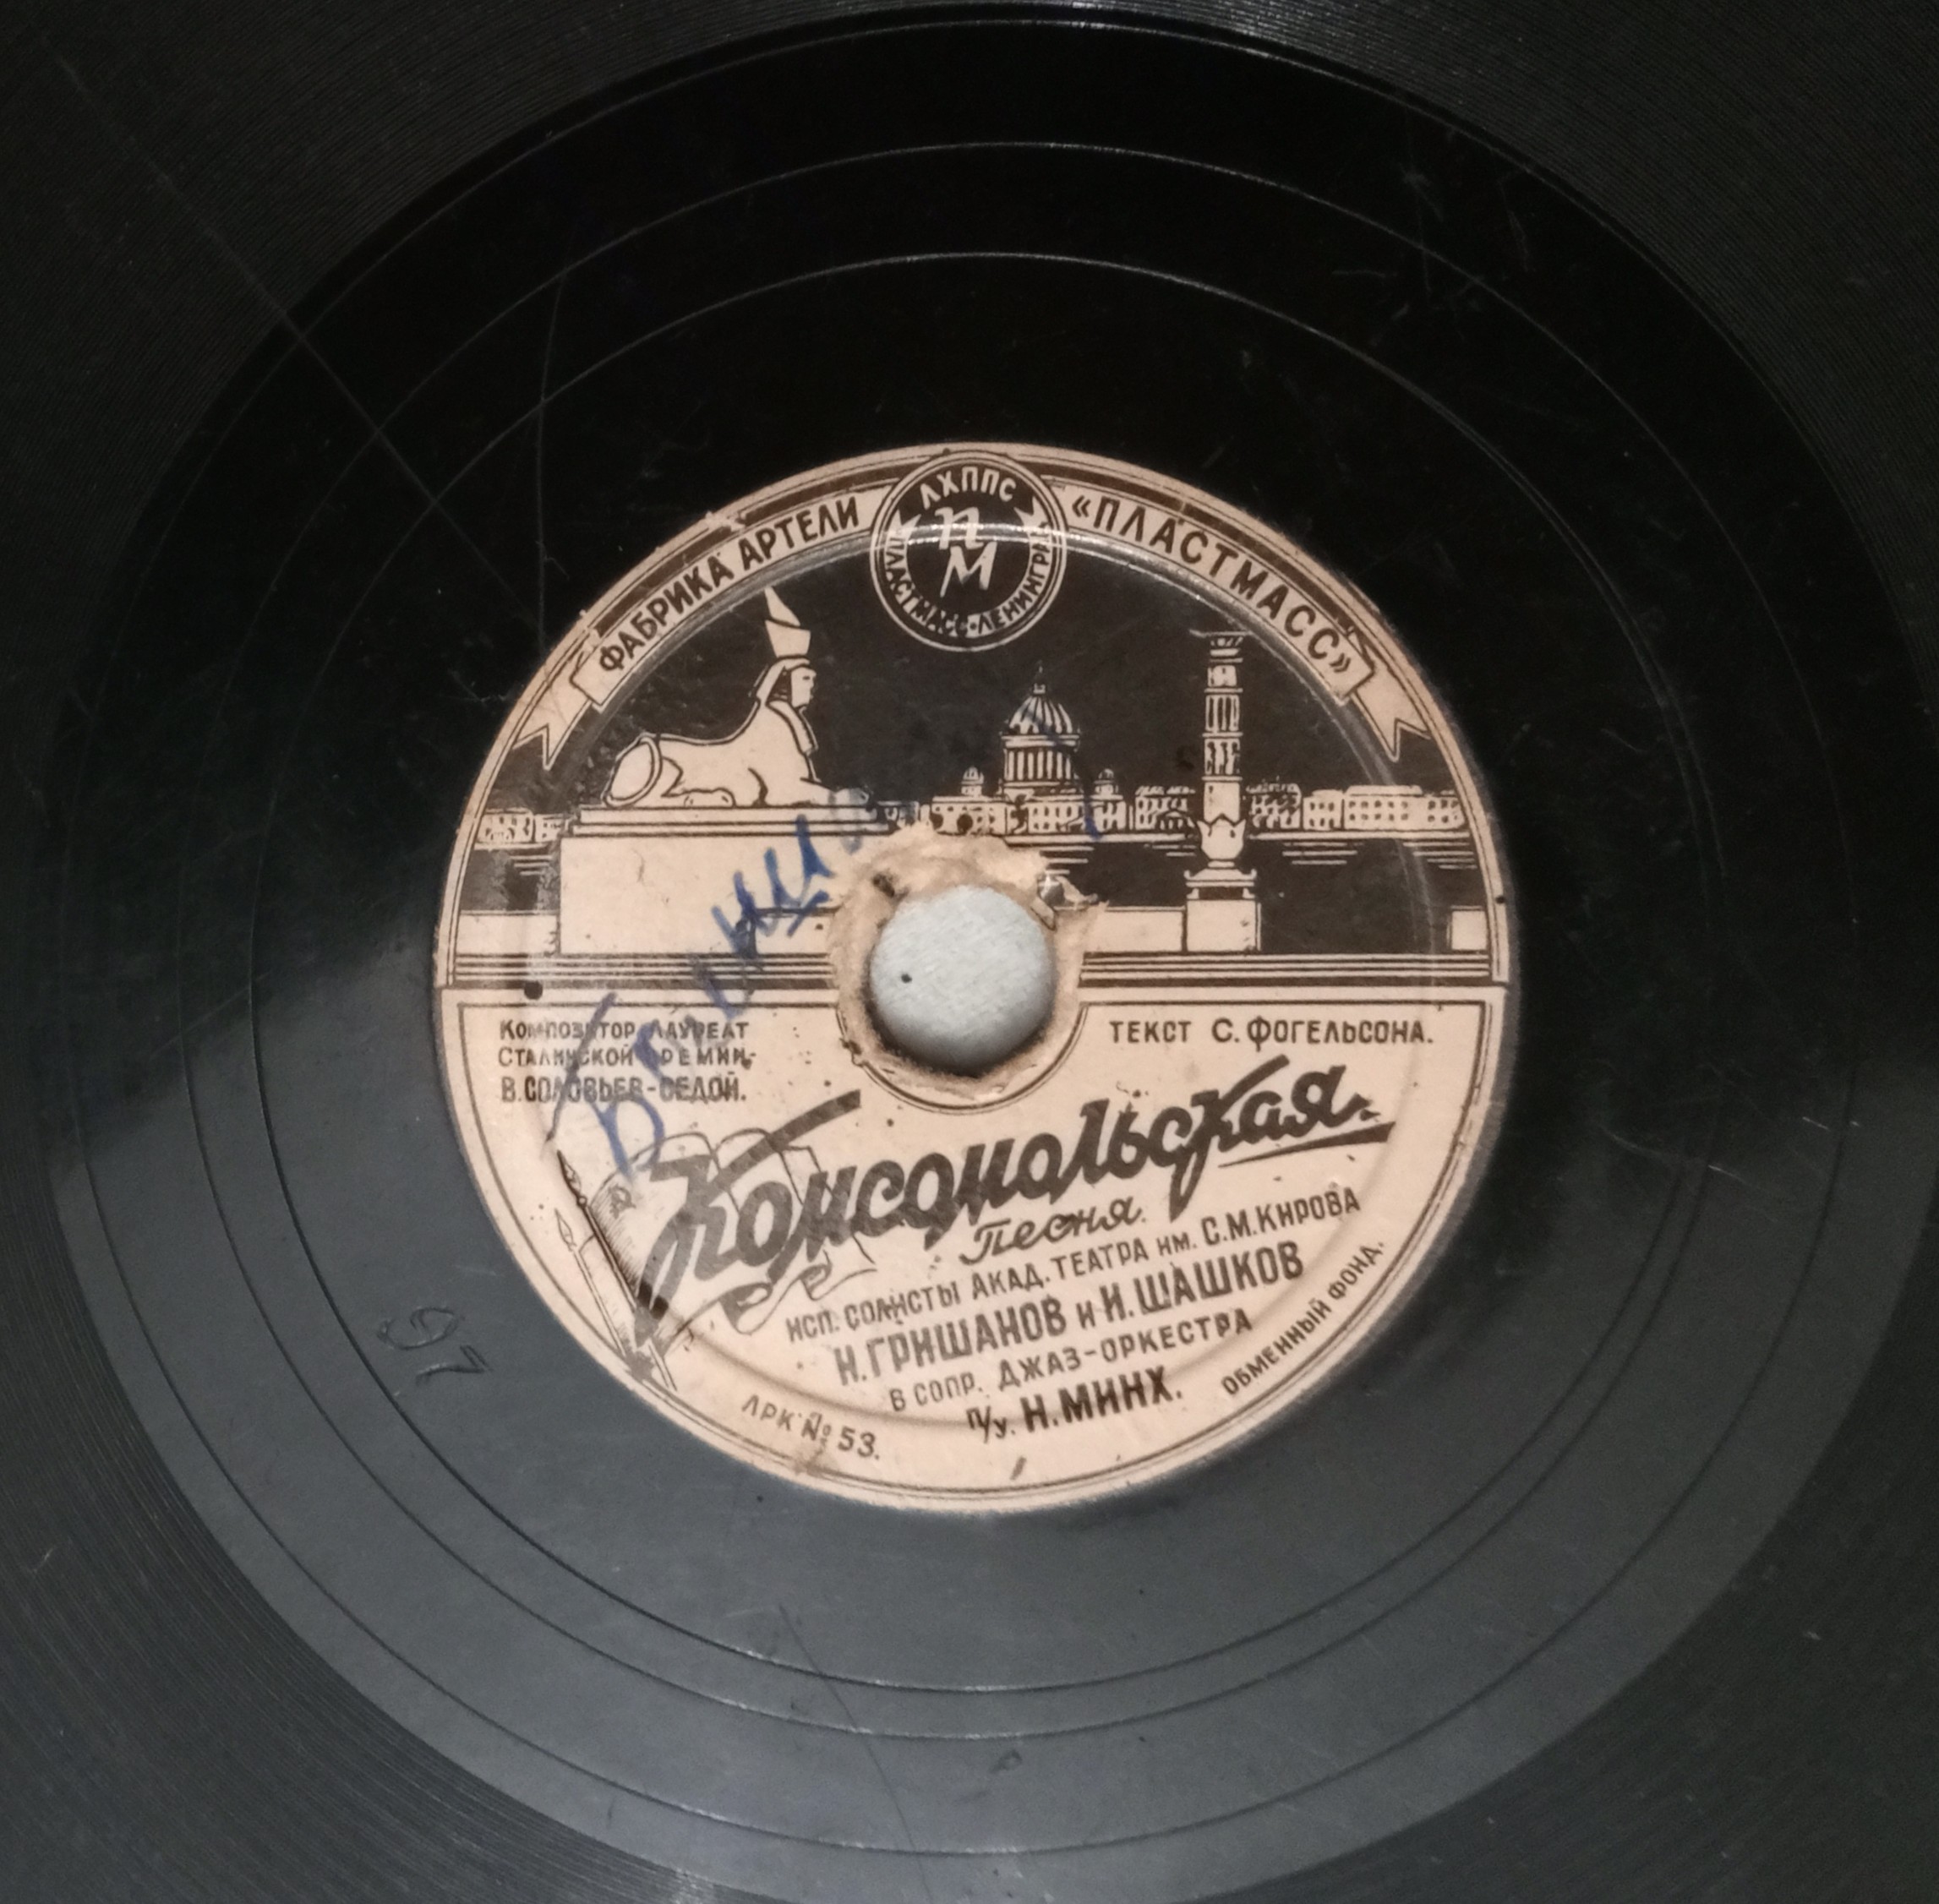 ФАБРИКА АРТЕЛИ «ПЛАСТМАСС»
ЛХППС
ПМ
ПЛАСТМАСС•ЛЕНИНГРАД
КОМПОЗИТОР ЛАУРЕАТ
СТАЛИНСКОЙ ПРЕМИИ,-
В.СОЛОВЬЕВ-СЕДОЙ.
ТЕКСТ С. ФОГЕЛЬСОНА.
Комсомольская.
Песня.
ИСП. СОЛИСТЫ АКАД. ТЕАТРА ИМ. С.М.КИРОВА
Н.ГРИШАНОВ И И.ШАШКОВ
В СОПР. ДЖАЗ-ОРКЕСТРА
П/У. Н.МИНХ.
ОБМЕННЫЙ ФОНД.
ЛРК № 53.
97